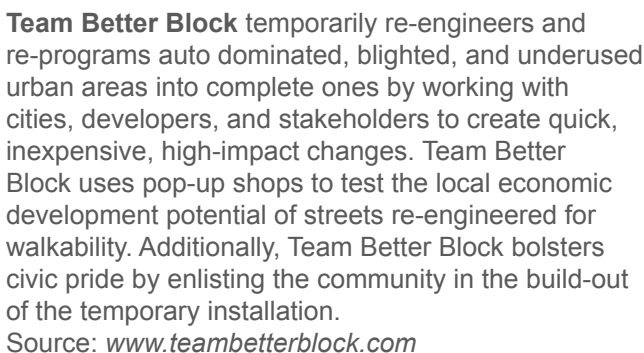 Team Better Block temporarily re-engineers and
re-programs auto dominated, blighted, and underused
urban areas into complete ones by working with
cities, developers, and stakeholders to create quick,
inexpensive, high-impact changes. Team Better
Block uses pop-up shops to test the local economic
development potential of streets re-engineered for
walkability. Additionally, Team Better Block bolsters
civic pride by enlisting the community in the build-out
of the temporary installation.
Source: www.teambetterblock.com